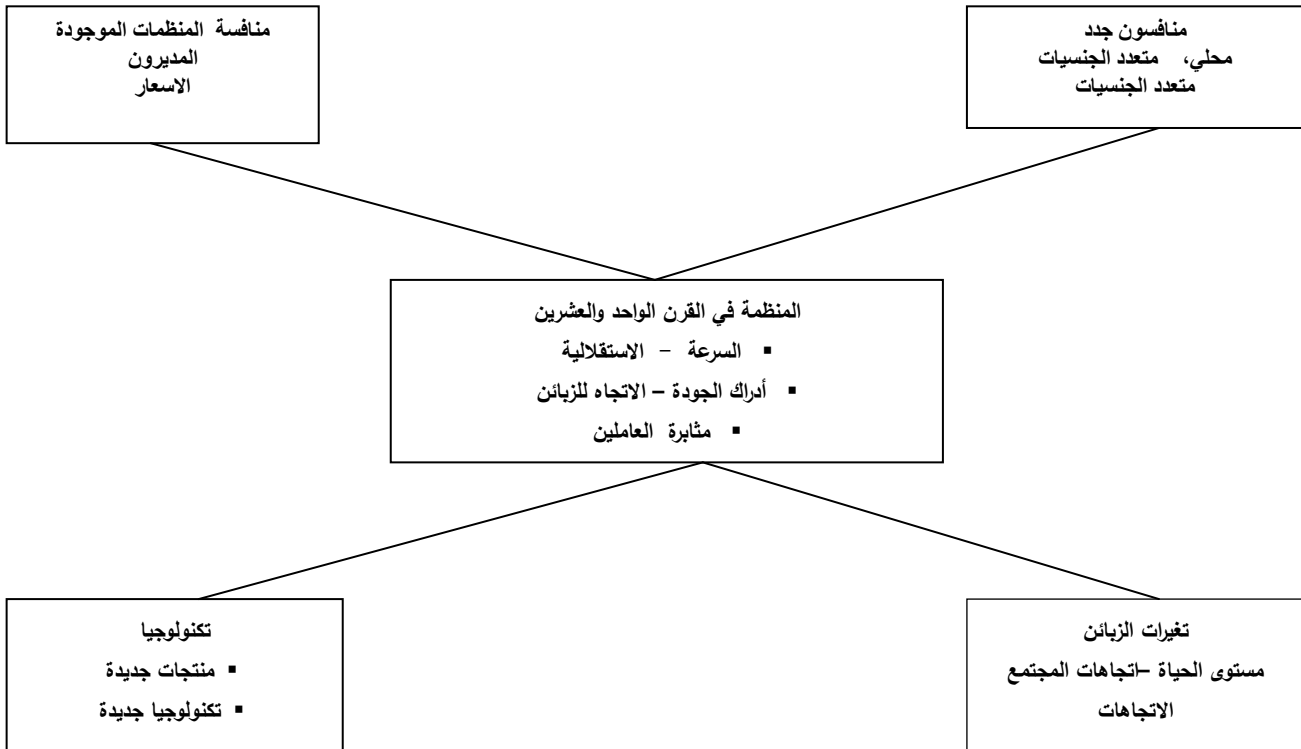 منافسون جدد
محلي، متعدد الجنسيات
متعدد الجنسيات
منافسة المنظمات الموجودة
المديرون
الاسعار
المنظمة في القرن الواحد والعشرين
▪ السرعة – الاستقلالية
▪ أدراك الجودة – الاتجاه للزبائن
▪ مثابرة العاملين
تغيرات الزبائن
مستوى الحياة –اتجاهات المجتمع
الاتجاهات
تكنولوجيا
▪ منتجات جديدة
▪ تكنولوجيا جديدة